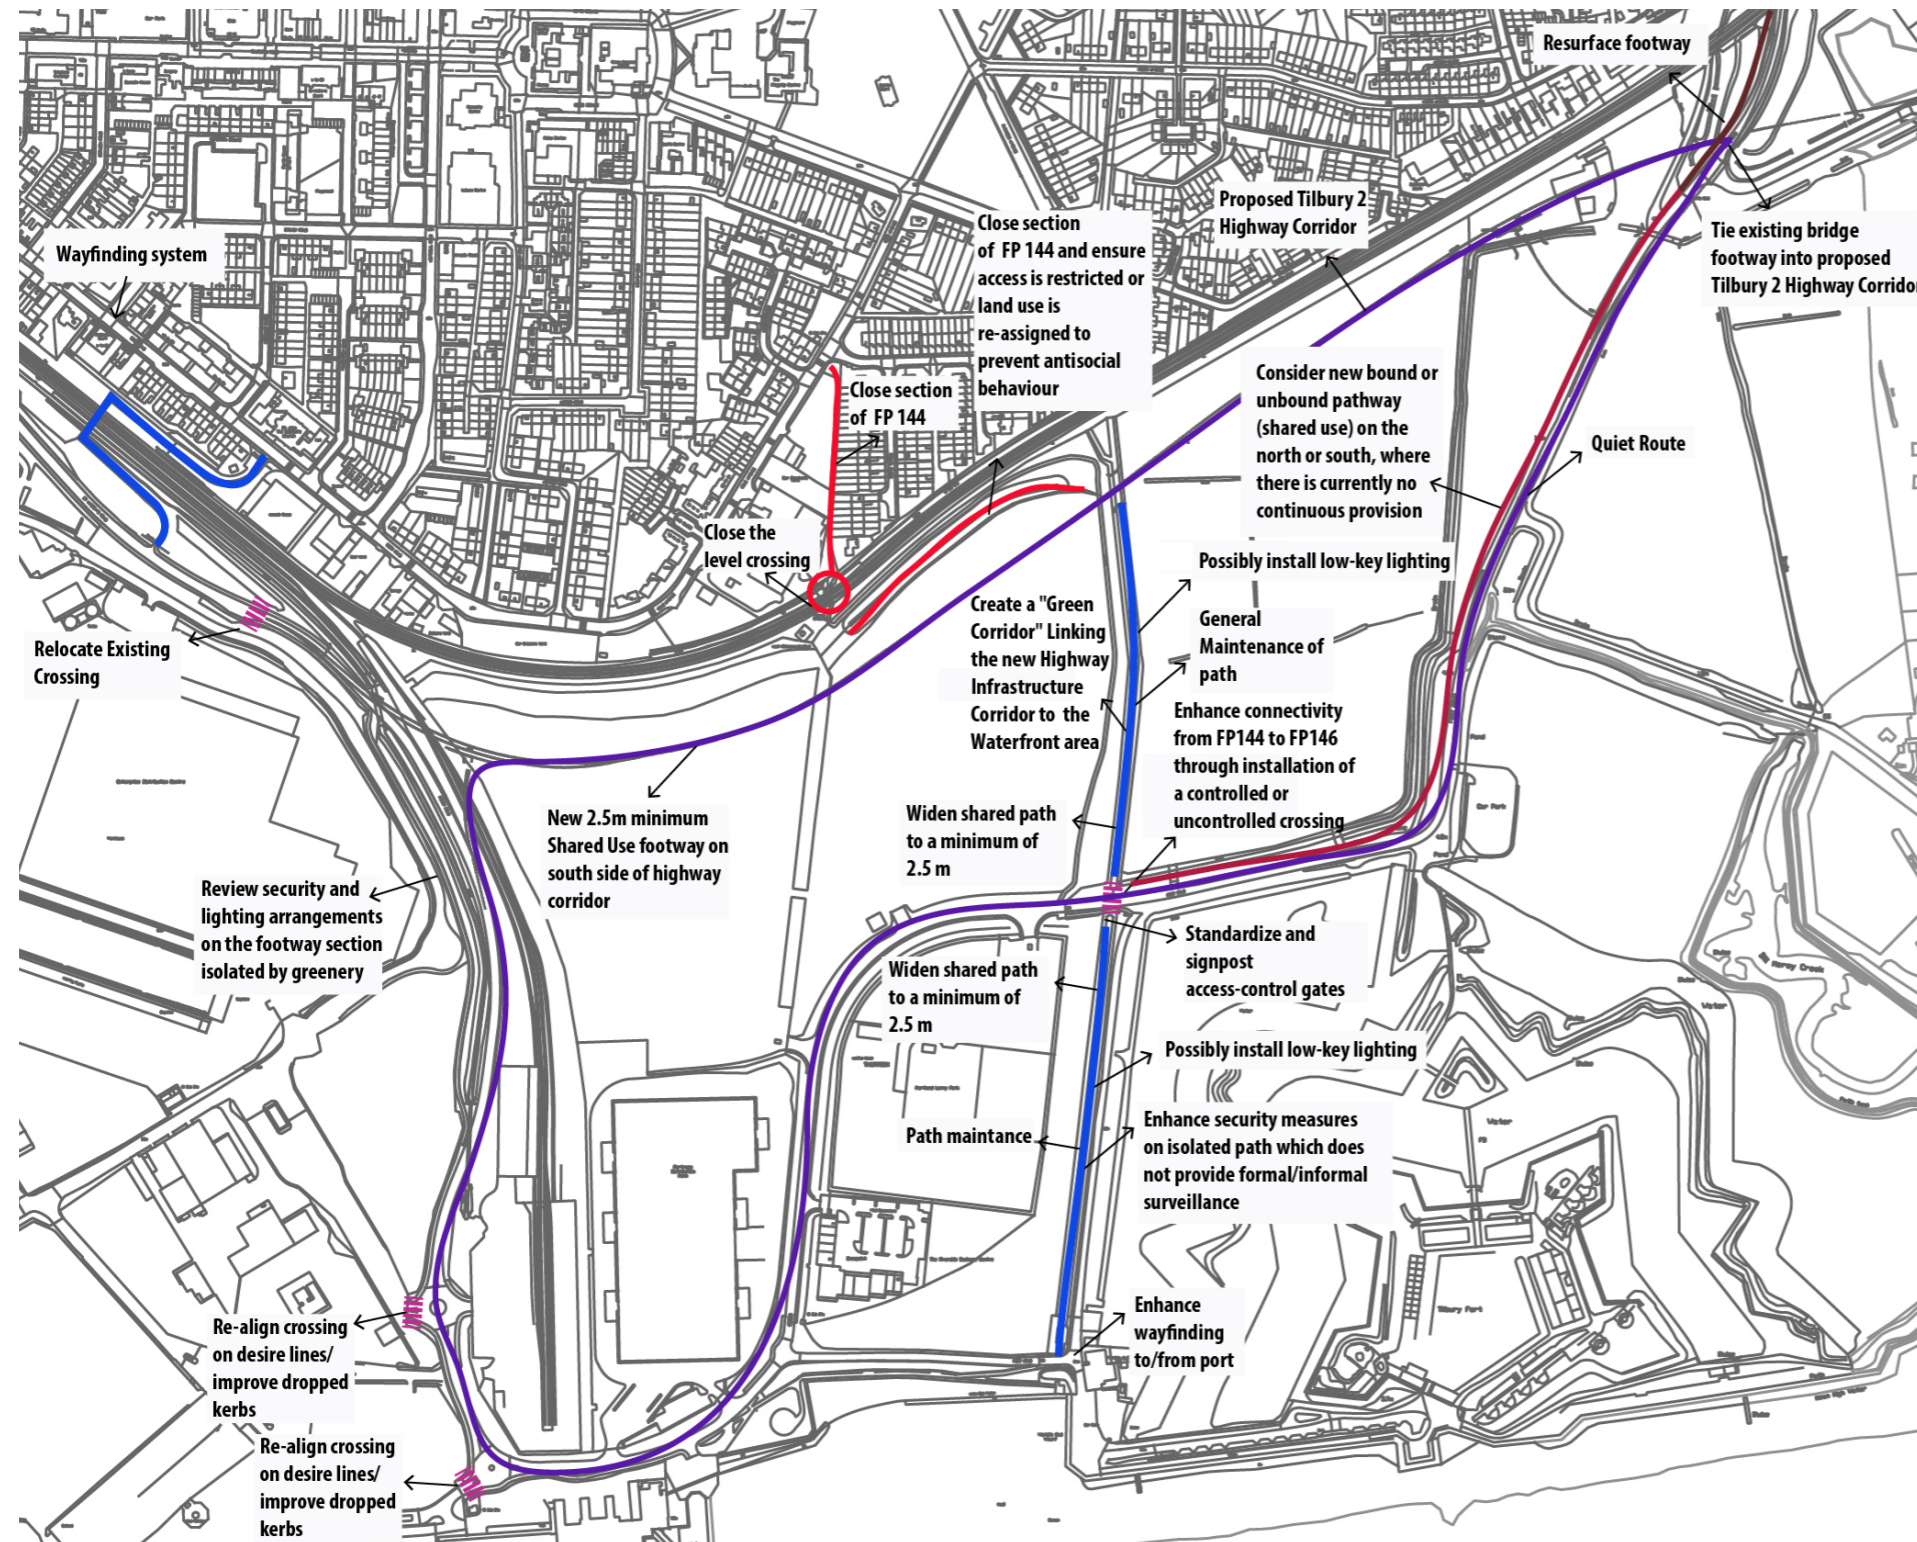 Resurface footway
Wayfinding system
Close section
of FP 144 and ensure
access is restricted or
land use is
re-assigned to
prevent antisocial
behaviour
Proposed Tilbury 2
Highway Corridor
Tie existing bridge
footway into proposed
Tilbury 2 Highway Corrido
Close section
of FP 144
Consider new bound or
unbound pathway
(shared use) on the
north or south, where
there is currently no
continuous provision
Quiet Route
Close the
level crossing
Possibly install low-key lighting
Create a "Green
Corridor" Linking
the new Highway
Infrastructure
Corridor to the
Waterfront area
General
Maintenance of
path
Relocate Existing
Crossing
Enhance connectivity
from FP144 to FP146
through installation of
a controlled or
uncontrolled crossing
New 2.5m minimum
Shared Use footway on
south side of highway
corridor
Widen shared path
to a minimum of
2.5 m
Review security and
lighting arrangements
on the footway section
isolated by greenery
Standardize and
signpost
access-control gates
Widen shared path
to a minimum of
2.5 m
Possibly install low-key lighting
Path maintance
Enhance security measures
on isolated path which does
not provide formal/informal
surveillance
Enhance
wayfinding
to/from port
Re-align crossing
on desire lines/
improve dropped
kerbs
Re-align crossing
on desire lines/
improve dropped
kerbs
Car Park
Water
Water
Tilbury Fort